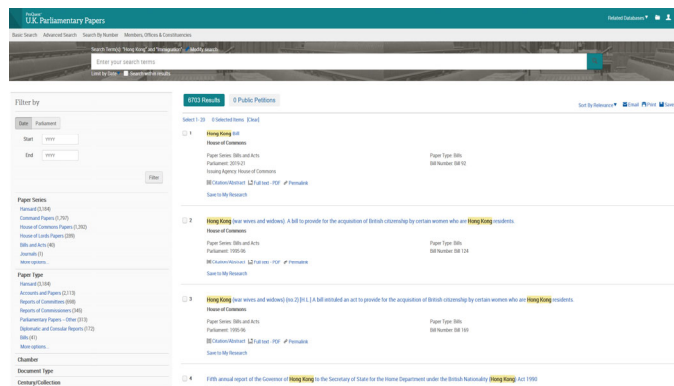 ProQuest
U.K. Parliamentary Papers
Related Databases
Basic Search Advanced Search Search By Number Members, Offices & Constituencies
Search Term(s): "Hong Kong" and "Immigration" Modify search
Enter your search terms
Limit by Date Search within results
Filter by
Date Parliament
Start YYYY
End YYYY
Filter
Paper Series
Hansard (3,184)
Command Papers (1,797)
House of Commons Papers (1,392)
House of Lords Papers (289)
Bills and Acts (40)
Journals (1)
More options...
Paper Type
Hansard (3,184)
Accounts and Papers (2,113)
Reports of Committees (698)
Reports of Commissioners (345)
Parliamentary Papers -- Other (313)
Diplomatic and Consular Reports (172)
Bills (41)
More options...
Chamber
Document Type
Century/Collection
6703 Results 0 Public Petitions
Sort By Relevance Email Print Save
Select 1-20 0 Selected Items [Clear]
1 Hong Kong Bill
House of Commons
Paper Series: Bills and Acts Paper Type: Bills
Parliament: 2019-21 Bill Number: Bill 92
Issuing Agency: House of Commons
Citation/Abstract Full text - PDF Permalink
Save to My Research
2 Hong Kong (war wives and widows). A bill to provide for the acquisition of British citizenship by certain women who are Hong Kong residents.
House of Commons
Paper Series: Bills and Acts Paper Type: Bills
Parliament: 1995-96 Bill Number: Bill 124
Citation/Abstract Full text - PDF Permalink
Save to My Research
3 Hong Kong (war wives and widows) (no.2) [H.L.] A bill intituled an act to provide for the acquisition of British citizenship by certain women who are Hong Kong residents.
House of Commons
Paper Series: Bills and Acts Paper Type: Bills
Parliament: 1995-96 Bill Number: Bill 169
Citation/Abstract Full text - PDF Permalink
Save to My Research
4 Fifth annual report of the Governor of Hong Kong to the Secretary of State for the Home Department under the British Nationality (Hong Kong) Act 1990